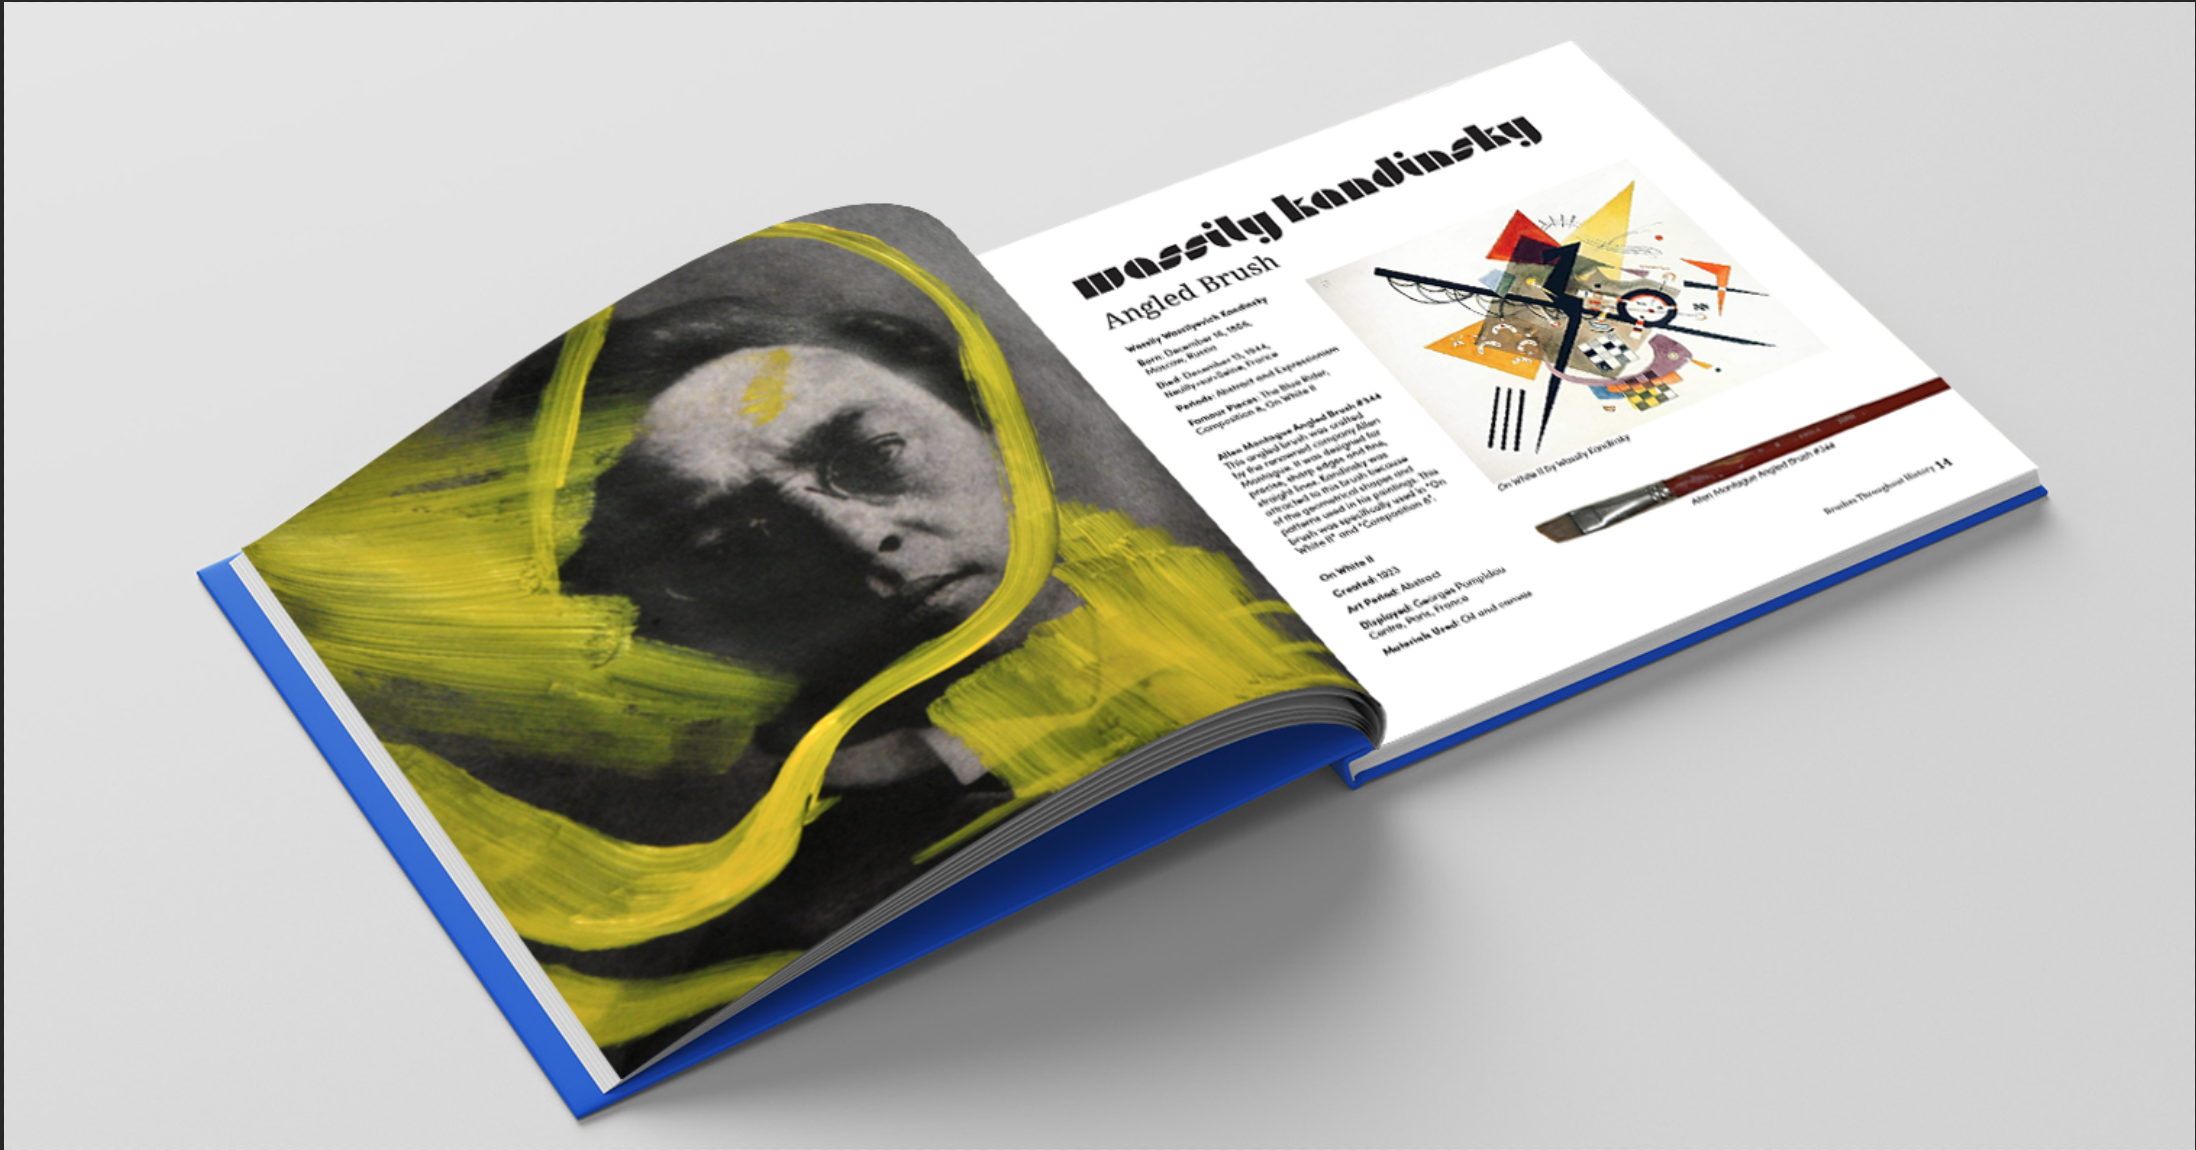 wassily kandinsky
Angled Brush
Wassily Wassilyevich Kandinsky
Born: December 16, 1866,
Moscow, Russia
Died: December 13, 1944,
Neuilly-sur-Seine, France
Periods: Abstract and Expressionism
Famous Pieces: The Blue Rider,
Composition 8, On White II
Allen Montague Angled Brush #344
This angled brush was crafted
by the renowned company Allen
Montague. It was designed for
precise, sharp edges and fine,
straight lines. Kandinsky was
attracted to this brush because
of the geometrical shapes and
patterns used in his paintings. This
brush was specifically used in "On
White II" and "Composition 8".
On White II
Created: 1923
Art Period: Abstract
Displayed: Georges Pompidou
Centre, Paris, France
Materials Used: Oil and canvas
On White II by Wassily Kandinsky
Allen Montague Angled Brush #344
Brushes Throughout History 14